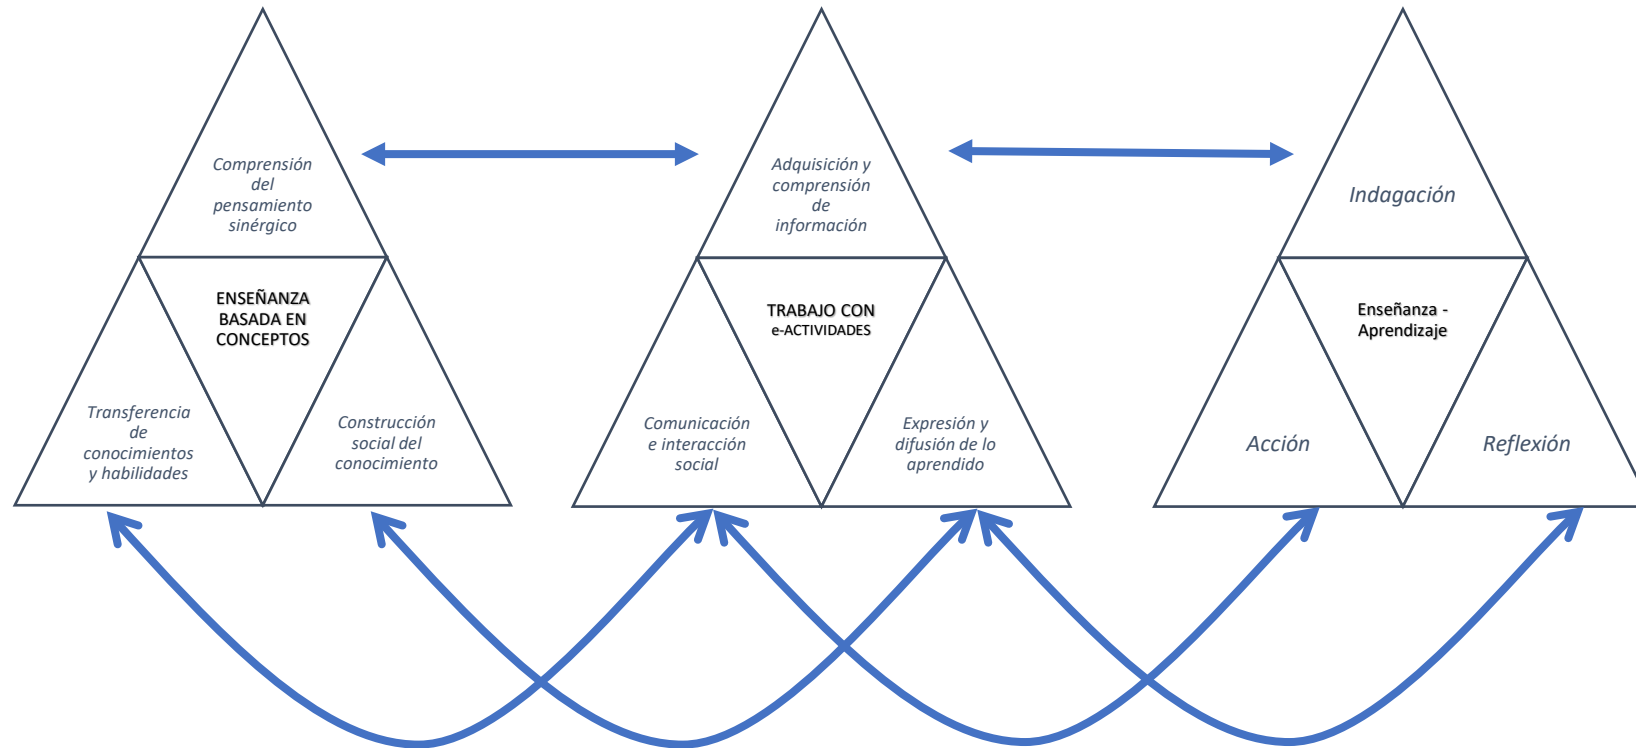 Comprensión
del
pensamiento
sinérgico
ENSEÑANZA
BASADA EN
CONCEPTOS
Transferencia
de
conocimientos
y habilidades
Construcción
social del
conocimiento
Adquisición y
comprensión
de
información
TRABAJO CON
e-ACTIVIDADES
Comunicación
e interacción
social
Expresión y
difusión de lo
aprendido
Indagación
Enseñanza -
Aprendizaje
Acción
Reflexión